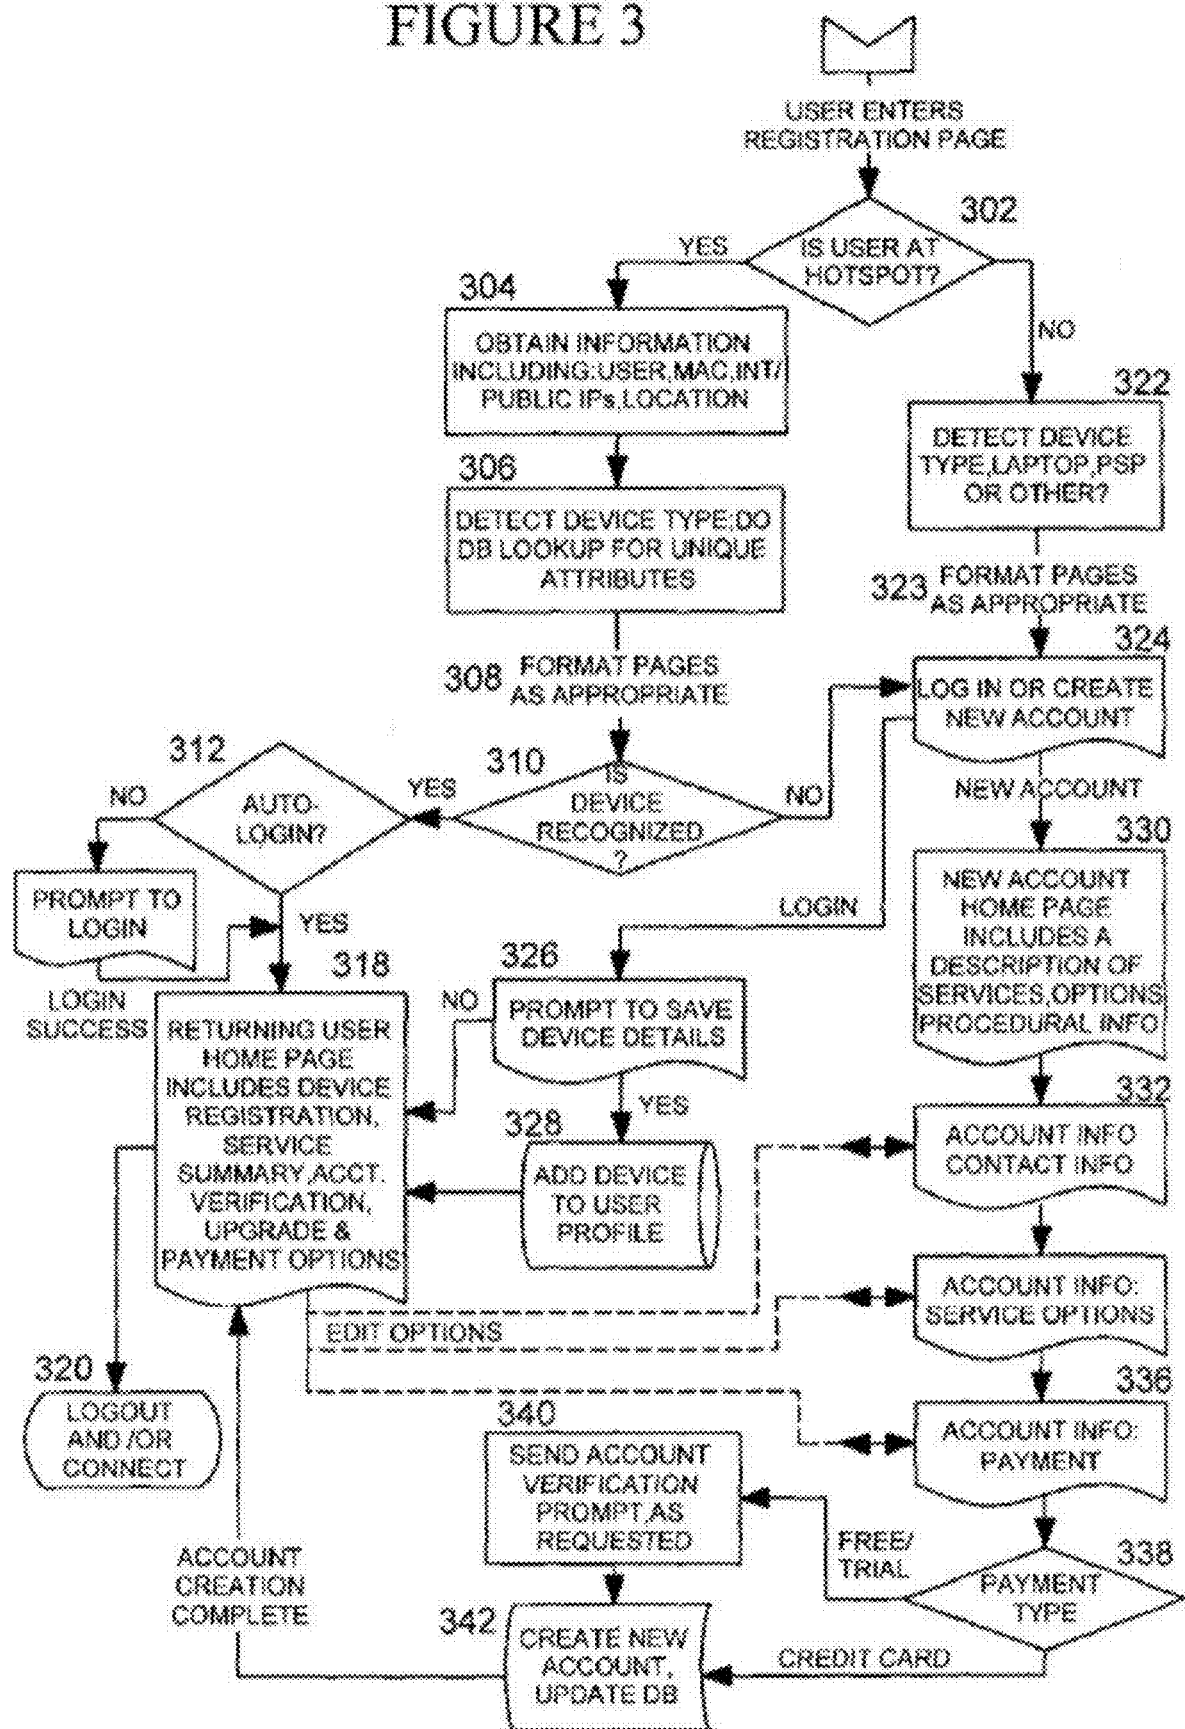 FIGURE 3
USER ENTERS
REGISTRATION PAGE
302
IS USER AT
HOTSPOT?
YES
NO
304
OBTAIN INFORMATION
INCLUDING:USER,MAC,INT/
PUBLIC IPs,LOCATION
322
DETECT DEVICE
TYPE,LAPTOP,PSP
OR OTHER?
306
DETECT DEVICE TYPE;DO
DB LOOKUP FOR UNIQUE
ATTRIBUTES
323
FORMAT PAGES
AS APPROPRIATE
308
FORMAT PAGES
AS APPROPRIATE
324
LOG IN OR CREATE
NEW ACCOUNT
312
AUTO-
LOGIN?
NO
YES
310
IS
DEVICE
RECOGNIZED
?
YES
NO
NEW ACCOUNT
330
NEW ACCOUNT
HOME PAGE
INCLUDES A
DESCRIPTION OF
SERVICES,OPTIONS
PROCEDURAL INFO
PROMPT TO
LOGIN
LOGIN
SUCCESS
LOGIN
318
RETURNING USER
HOME PAGE
INCLUDES DEVICE
REGISTRATION,
SERVICE
SUMMARY,ACCT.
VERIFICATION,
UPGRADE &
PAYMENT OPTIONS
326
PROMPT TO SAVE
DEVICE DETAILS
NO
YES
328
ADD DEVICE
TO USER
PROFILE
332
ACCOUNT INFO
CONTACT INFO
ACCOUNT INFO:
SERVICE OPTIONS
EDIT OPTIONS
320
LOGOUT
AND /OR
CONNECT
336
ACCOUNT INFO:
PAYMENT
340
SEND ACCOUNT
VERIFICATION
PROMPT,AS
REQUESTED
FREE/
TRIAL
338
PAYMENT
TYPE
ACCOUNT
CREATION
COMPLETE
342
CREATE NEW
ACCOUNT,
UPDATE DB
CREDIT CARD